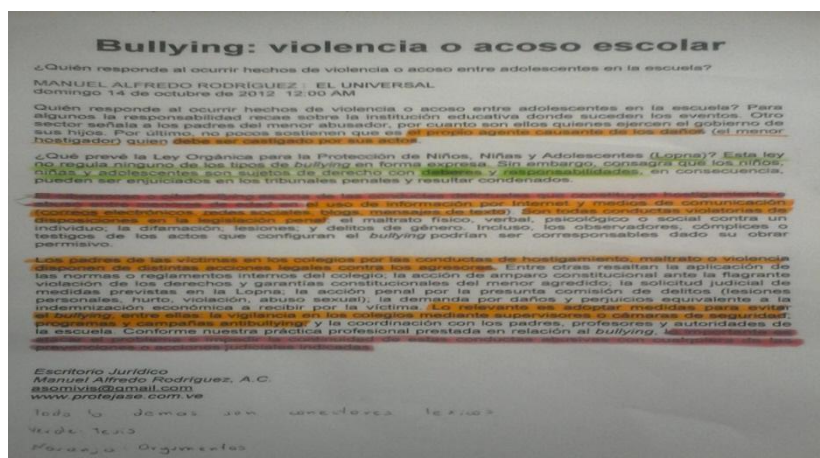 Bullying: violencia o acoso escolar
¿Quién responde al ocurrir hechos de violencia o acoso entre adolescentes en la escuela?
MANUEL ALFREDO RODRÍGUEZ | EL UNIVERSAL
domingo 14 de octubre de 2012 12:00 AM
Quién responde al ocurrir hechos de violencia o acoso entre adolescentes en la escuela? Para
algunos la responsabilidad recae sobre la institución educativa donde suceden los eventos. Otro
sector señala a los padres del menor abusador, por cuanto son ellos quienes ejercen el gobierno de
sus hijos. Por último, no pocos sostienen que es el propio agente causante de los daños (el menor
hostigador) quien debe ser castigado por sus actos.
¿Qué prevé la Ley Orgánica para la Protección de Niños, Niñas y Adolescentes (Lopna)? Esta ley
no regula ninguno de los tipos de bullying en forma expresa. Sin embargo, consagra que los niños,
niñas y adolescentes son sujetos de derecho con deberes y responsabilidades, en consecuencia,
pueden ser enjuiciados en los tribunales penales y resultar condenados.
uso de información por Internet y medios de comunicación
(correos electrónicos, redes sociales, blogs, mensajes de texto). Son todas conductas violatorias de
disposiciones en la legislación penal: el maltrato físico, verbal, psicológico o social contra un
individuo; la difamación, lesiones; y delitos de género. Incluso, los observadores, cómplices o
testigos de los actos que configuran el bullying podrían ser corresponsables dado su obrar
permisivo.
Los padres de las víctimas en los colegios por las conductas de hostigamiento, maltrato o violencia
disponen de distintas acciones legales contra los agresores. Entre otras resaltan la aplicación de
las normas o reglamentos internos del colegio; la acción de amparo constitucional ante la flagrante
violación de los derechos y garantías constitucionales del menor agredido; la solicitud judicial de
medidas previstas en la Lopna; la acción penal por la presunta comisión de delitos (lesiones
personales, hurto, violación, abuso sexual); la demanda por daños y perjuicios equivalente a la
indemnización económica a recibir por la víctima. Lo relevante es adoptar medidas para evitar
el bullying, entre ellas, la vigilancia en los colegios mediante supervisores o cámaras de seguridad;
programas y campañas antibullying; y la coordinación con los padres, profesores y autoridades de
la escuela. Conforme nuestra práctica profesional prestada en relación al bullying,
Escritorio Jurídico
Manuel Alfredo Rodríguez, A.C.
asomivis@gmail.com
www.protejase.com.ve
todo lo demas son conectores lexicos
Verde: Tesis
Naranja: Argumentos